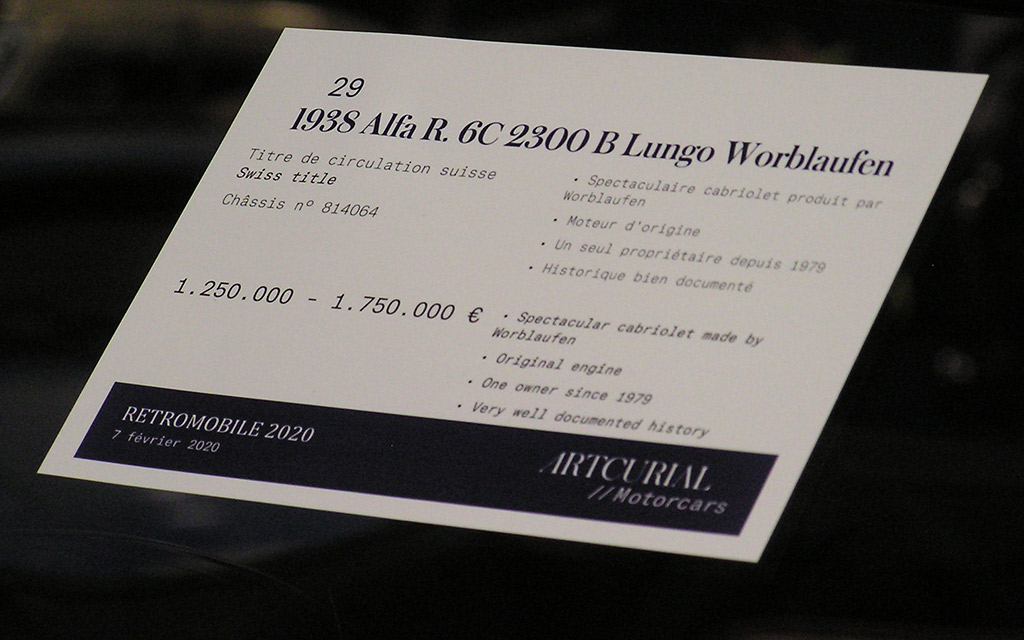 29
1938 Alfa R. 6C 2300 B Lungo Worblaufen
Titre de circulation suisse
Swiss title
Châssis n° 814064
• Spectaculaire cabriolet produit par
Worblaufen
• Moteur d'origine
• Un seul propriétaire depuis 1979
• Historique bien documenté
1.250.000 - 1.750.000 €
• Spectacular cabriolet made by
Worblaufen
• Original engine
• One owner since 1979
• Very well documented history
RETROMOBILE 2020
7 février 2020
ARTCURIAL
//Motorcars